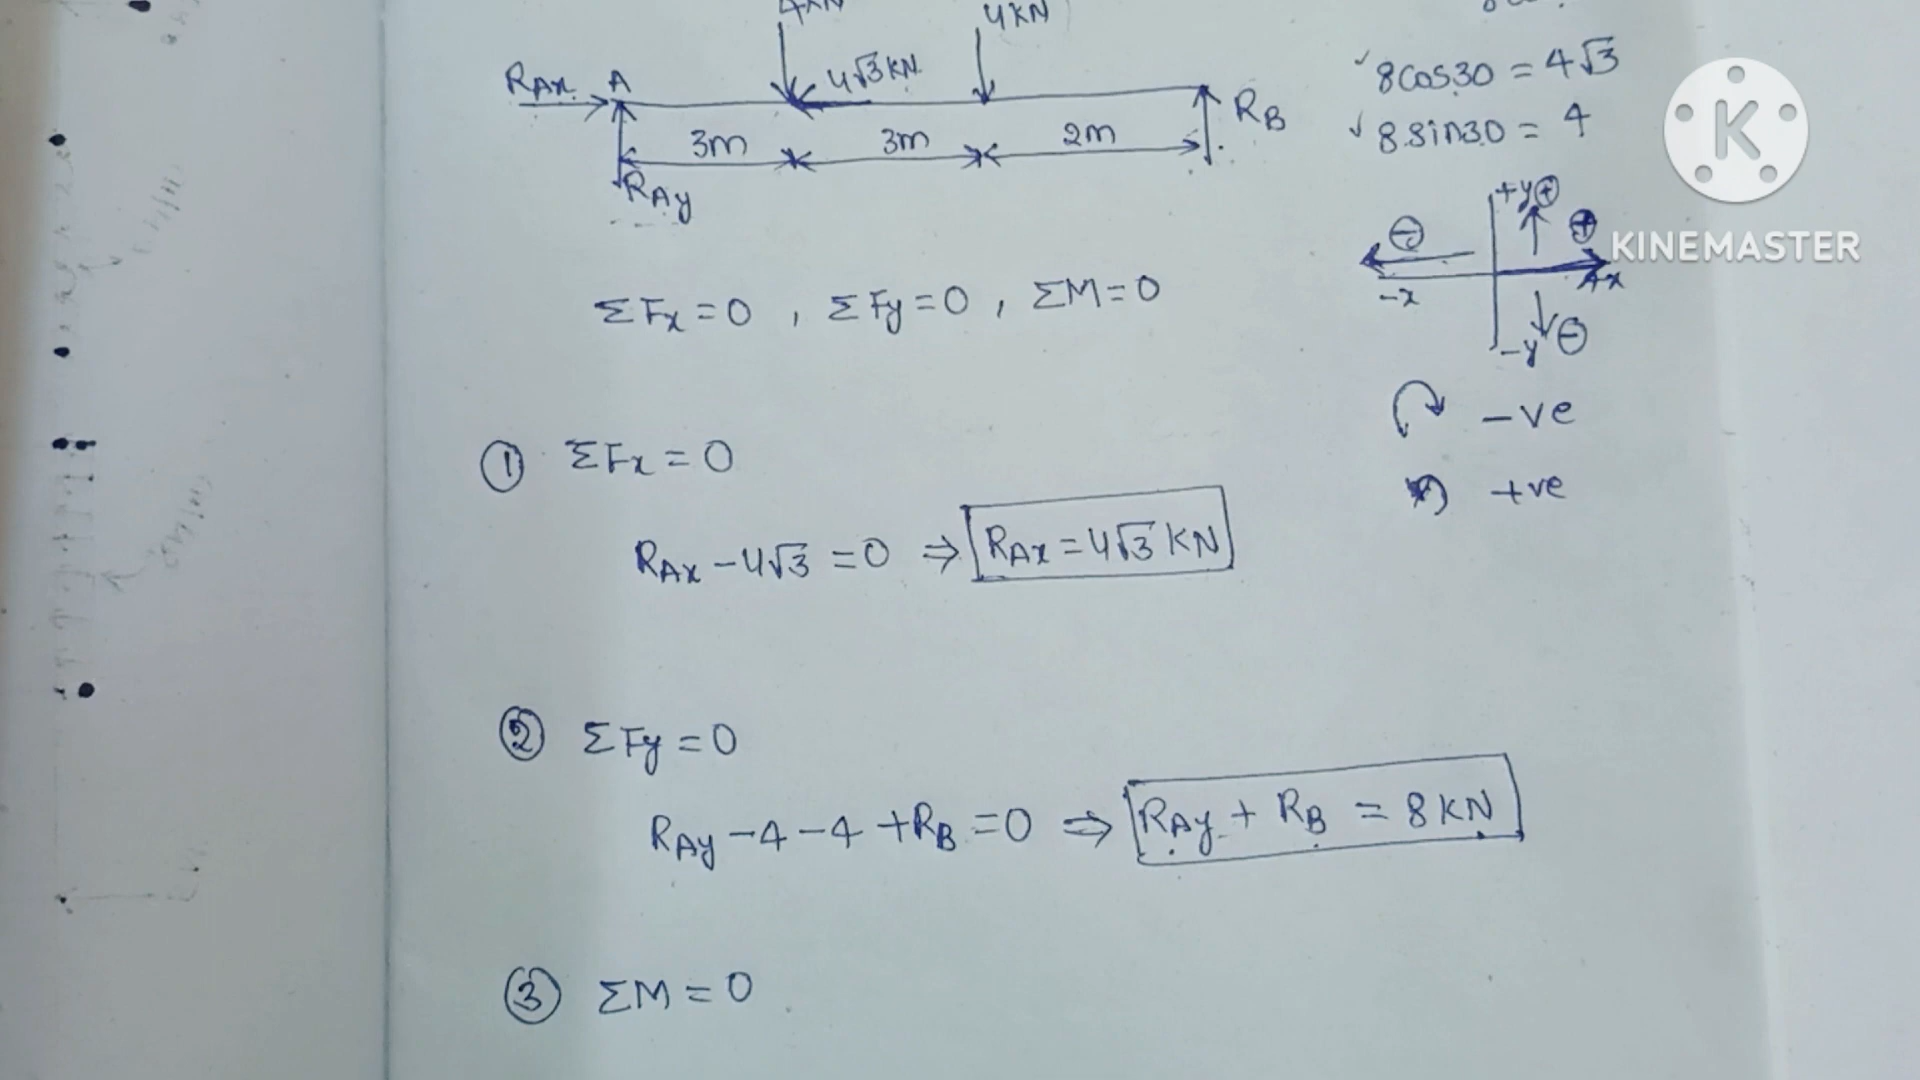 4KN
4KN
RAx A
4√3 KN
RB
3m 3m 2m
RAy
8cos30 = 4√3
8.sin30 = 4
+y ⊕
⊖ ⊕
-x
-y ⊖
-ve
+ve
K
KINEMASTER
ΣFx = 0 , ΣFy = 0 , ΣM = 0
① ΣFx = 0
RAx - 4√3 = 0 ⇒ RAx = 4√3 KN
② ΣFy = 0
RAy - 4 - 4 + RB = 0 ⇒ RAy + RB = 8 KN
③ ΣM = 0